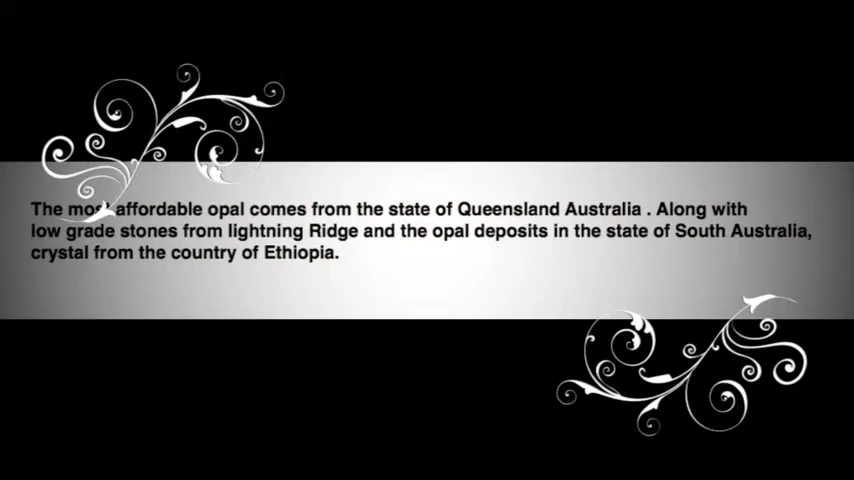 The most affordable opal comes from the state of Queensland Australia . Along with
low grade stones from lightning Ridge and the opal deposits in the state of South Australia,
crystal from the country of Ethiopia.